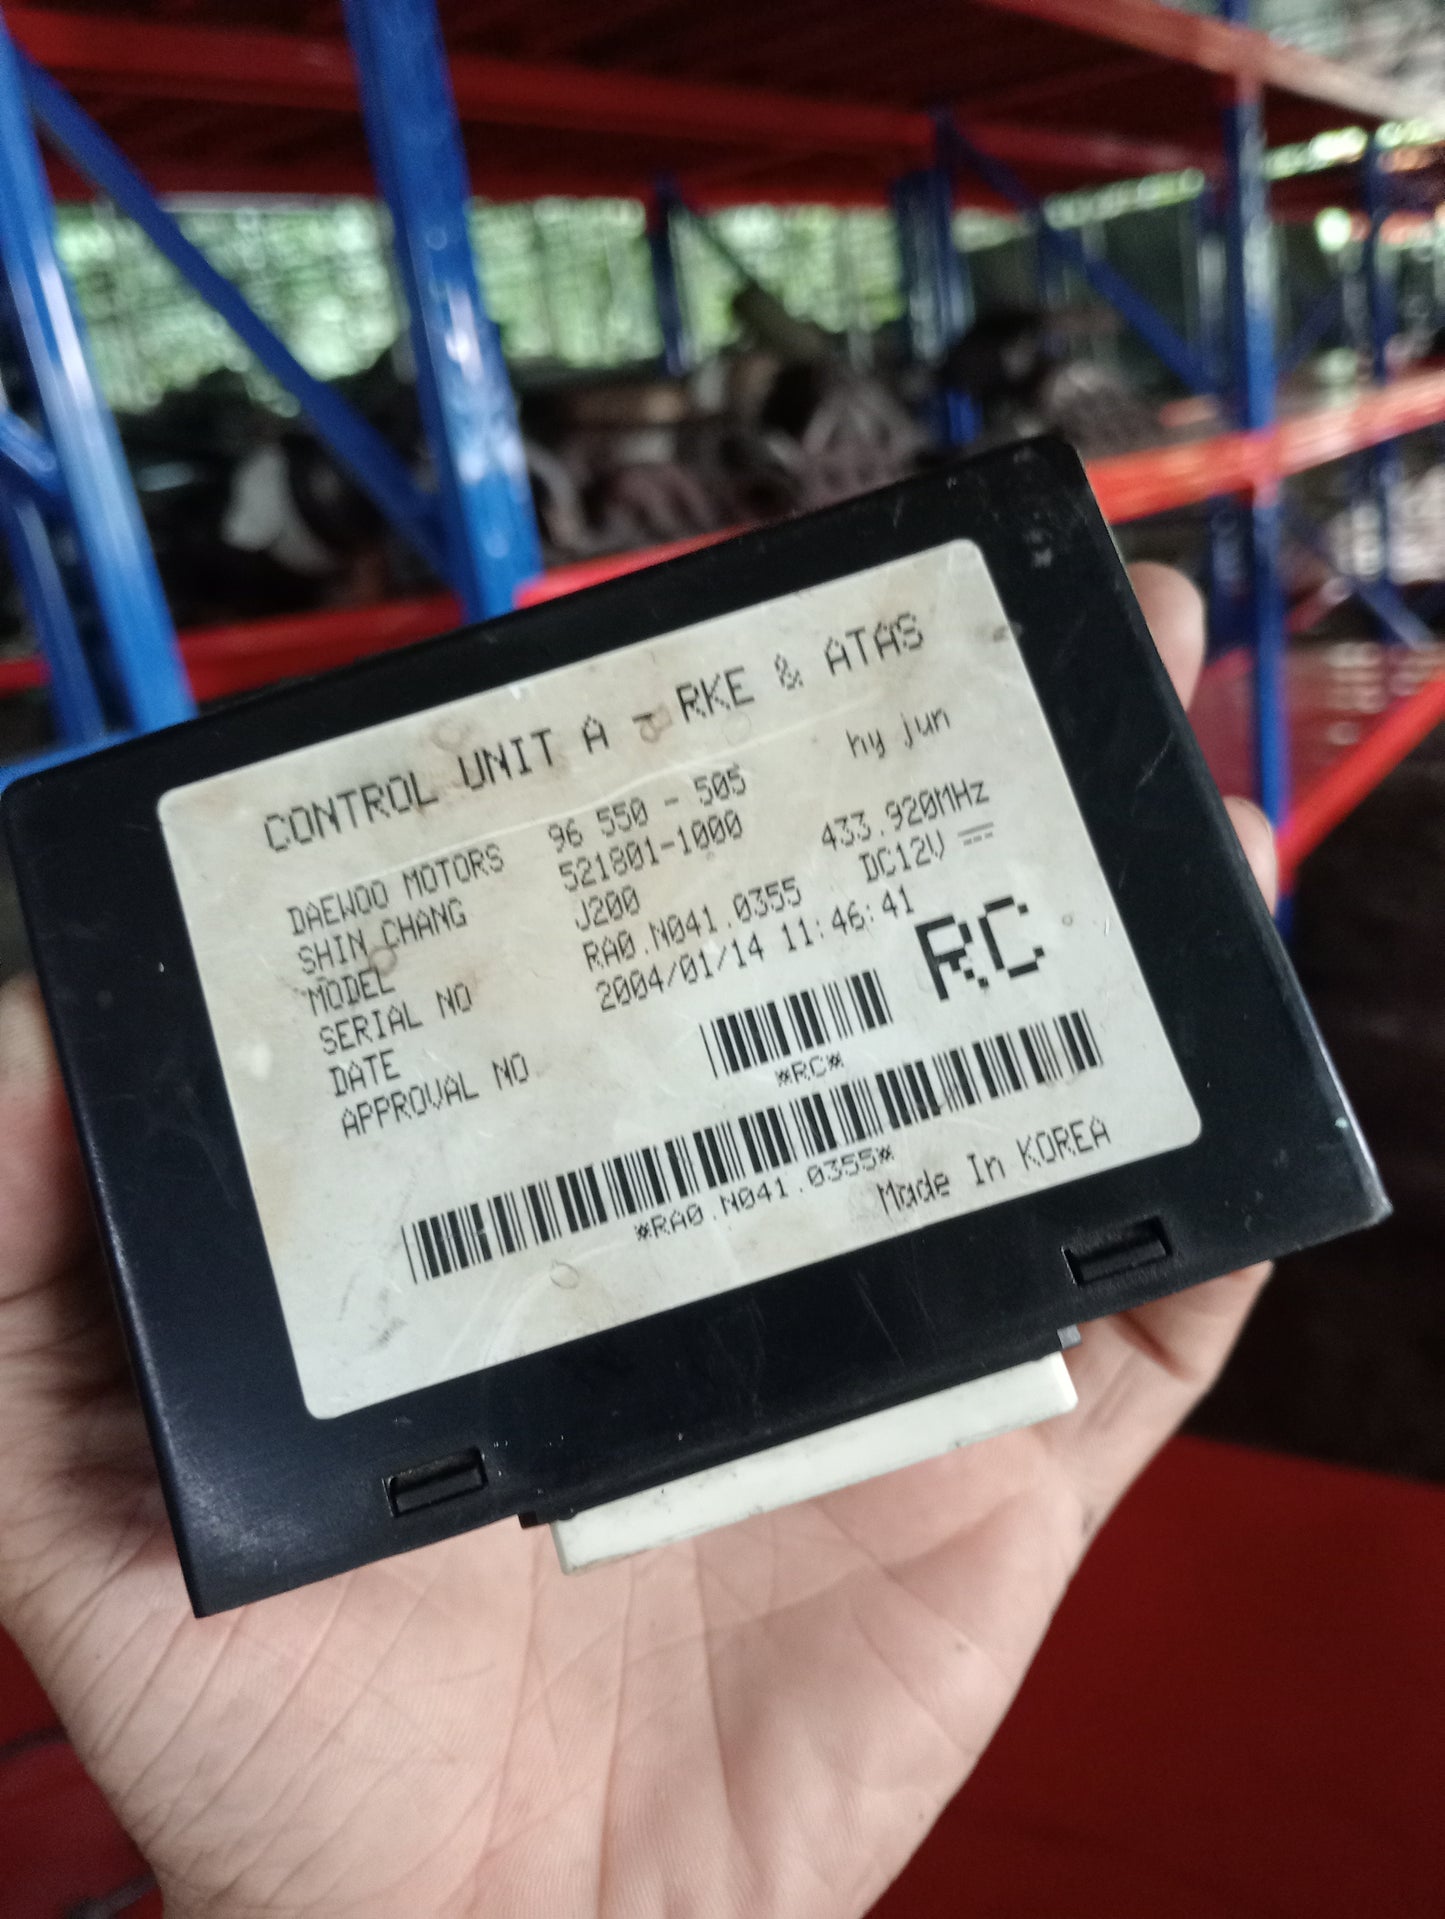 CONTROL UNIT A - RKE & ATAS
hy jun
DAEWOO MOTORS 96 550 - 505
SHIN CHANG 521801-1000 433.920MHz
MODEL J200 DC12V
SERIAL NO RA0.N041.0355
DATE 2004/01/14 11:46:41
APPROVAL NO
RC
*RC*
*RA0.N041.0355*
Made In KOREA